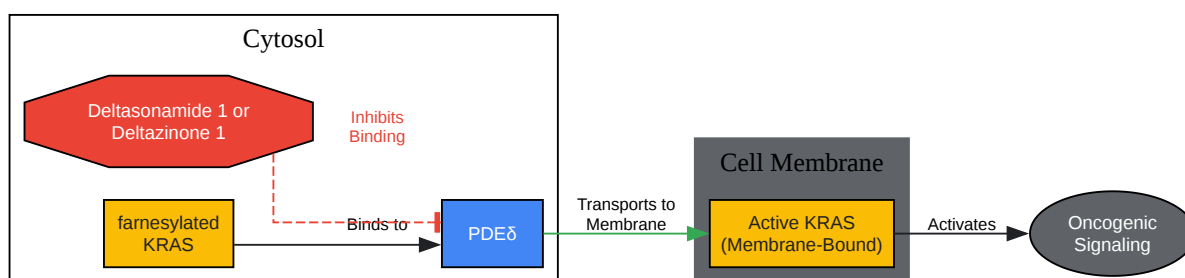 Cytosol
Deltasonamide 1 or
Deltazinone 1
Inhibits
Binding
farnesylated
KRAS
Binds to
PDEδ
Transports to
Membrane
Cell Membrane
Active KRAS
(Membrane-Bound)
Activates
Oncogenic
Signaling